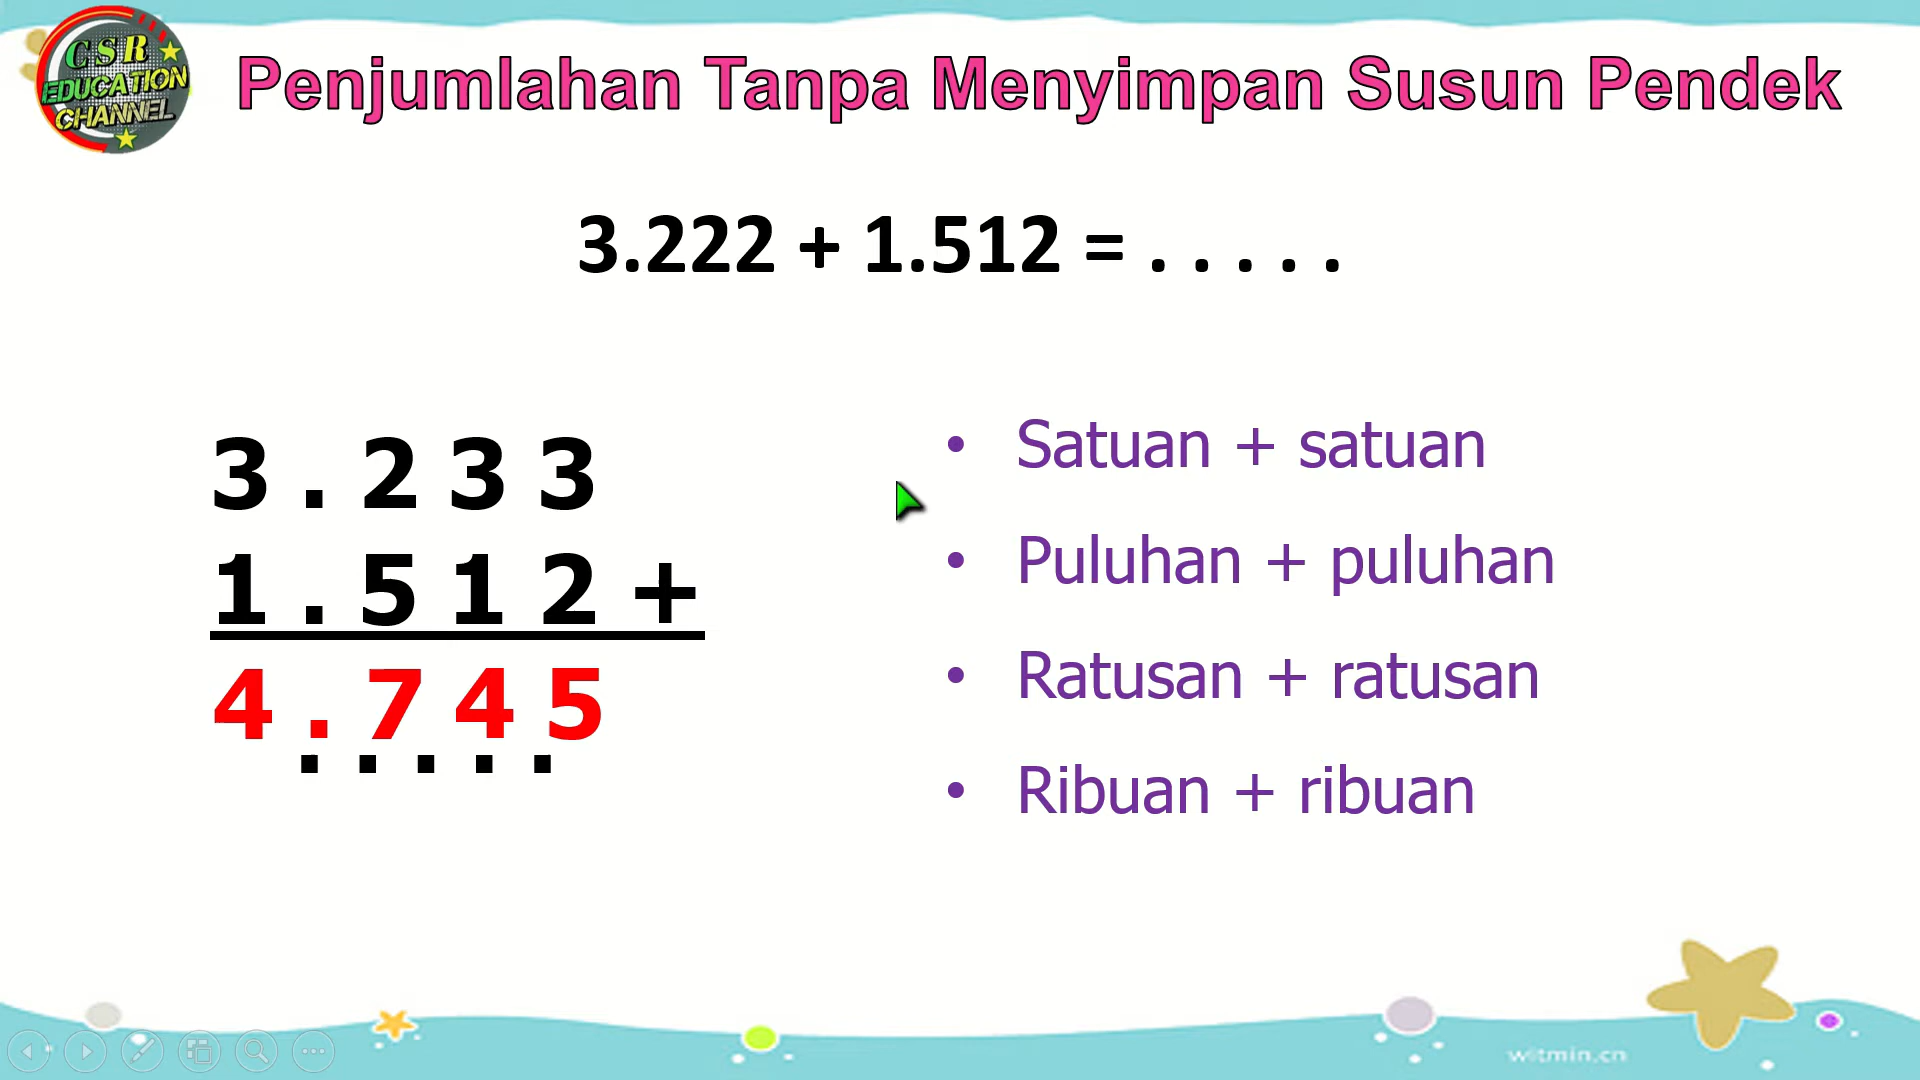 CSR
EDUCATION
CHANNEL
Penjumlahan Tanpa Menyimpan Susun Pendek
3.222 + 1.512 = . . . . .
3 . 2 3 3
1 . 5 1 2 +
4 . 7 4 5
. . . . .
• Satuan + satuan
• Puluhan + puluhan
• Ratusan + ratusan
• Ribuan + ribuan
witmin.cn